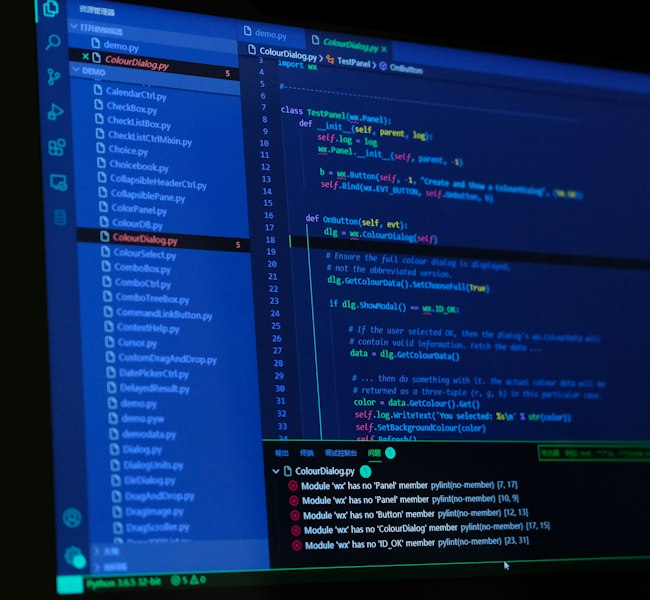 资源管理器
打开的编辑器
demo.py
× ColourDialog.py 5
DEMO
CalendarCtrl.py
CheckBox.py
CheckListBox.py
CheckListCtrlMixin.py
Choice.py
Choicebook.py
CollapsibleHeaderCtrl.py
CollapsiblePane.py
ColorPanel.py
ColourDB.py
ColourDialog.py 5
ColourSelect.py
ComboBox.py
ComboCtrl.py
ComboTreeBox.py
CommandLinkButton.py
ContextHelp.py
Cursor.py
CustomDragAndDrop.py
DatePickerCtrl.py
DelayedResult.py
demo.py
demo.pyw
demodata.py
Dialog.py
DialogUnits.py
DirDialog.py
DragAndDrop.py
DragImage.py
DragScroller.py
大纲
demo.py
ColourDialog.py ×
ColourDialog.py > TestPanel > OnButton
3 import wx
4
5 #----------------------------------------------------------------------
6
7 class TestPanel(wx.Panel):
8 def __init__(self, parent, log):
9 self.log = log
10 wx.Panel.__init__(self, parent, -1)
11
12 b = wx.Button(self, -1, "Create and Show a ColourDialog", (50,50))
13 self.Bind(wx.EVT_BUTTON, self.OnButton, b)
14
15
16 def OnButton(self, evt):
17 dlg = wx.ColourDialog(self)
18
19 # Ensure the full colour dialog is displayed,
20 # not the abbreviated version.
21 dlg.GetColourData().SetChooseFull(True)
22
23 if dlg.ShowModal() == wx.ID_OK:
24
25 # If the user selected OK, then the dialog's wx.ColourData will
26 # contain valid information. Fetch the data ...
27 data = dlg.GetColourData()
28
29 # ... then do something with it. The actual colour data will be
30 # returned as a three-tuple (r, g, b) in this particular case.
31 color = data.GetColour().Get()
32 self.log.WriteText('You selected: %s\n' % str(color))
33 self.SetBackgroundColour(color)
34 self.Refresh()
输出 终端 调试控制台 问题 5
ColourDialog.py 5
Module 'wx' has no 'Panel' member pylint(no-member) [7, 17]
Module 'wx' has no 'Panel' member pylint(no-member) [10, 9]
Module 'wx' has no 'Button' member pylint(no-member) [12, 13]
Module 'wx' has no 'ColourDialog' member pylint(no-member) [17, 15]
Module 'wx' has no 'ID_OK' member pylint(no-member) [23, 31]
Python 3.6.5 32-bit 5 0